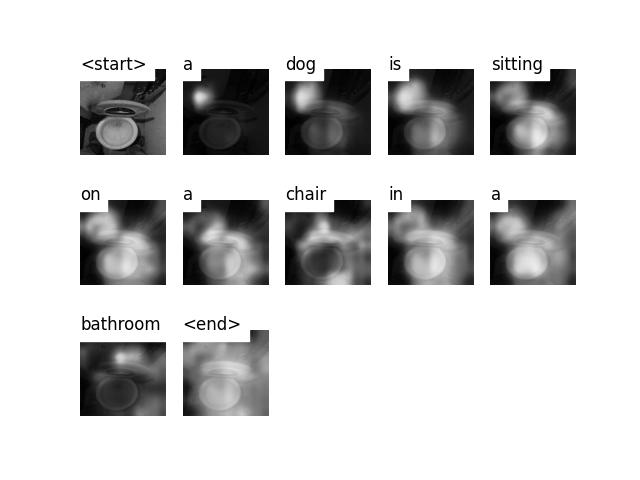 <start> a dog is sitting
on a chair in a
bathroom <end>